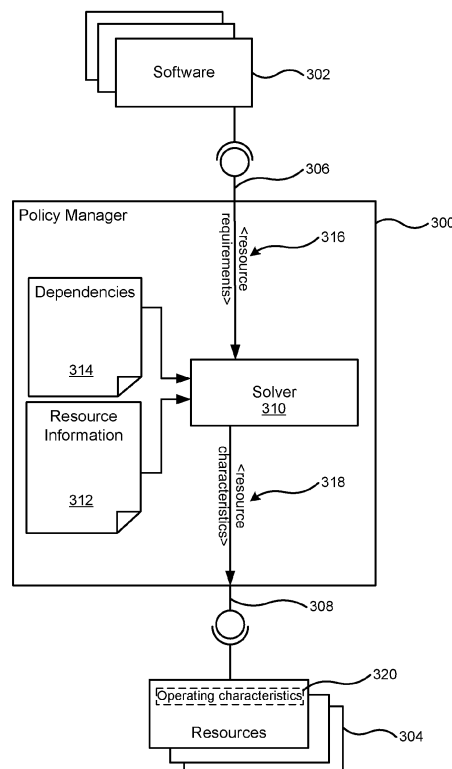 Software
302
306
Policy Manager
300
<resource
requirements>
316
Dependencies
314
Solver
310
Resource
Information
312
<resource
characteristics>
318
308
320
Operating characteristics
Resources
304